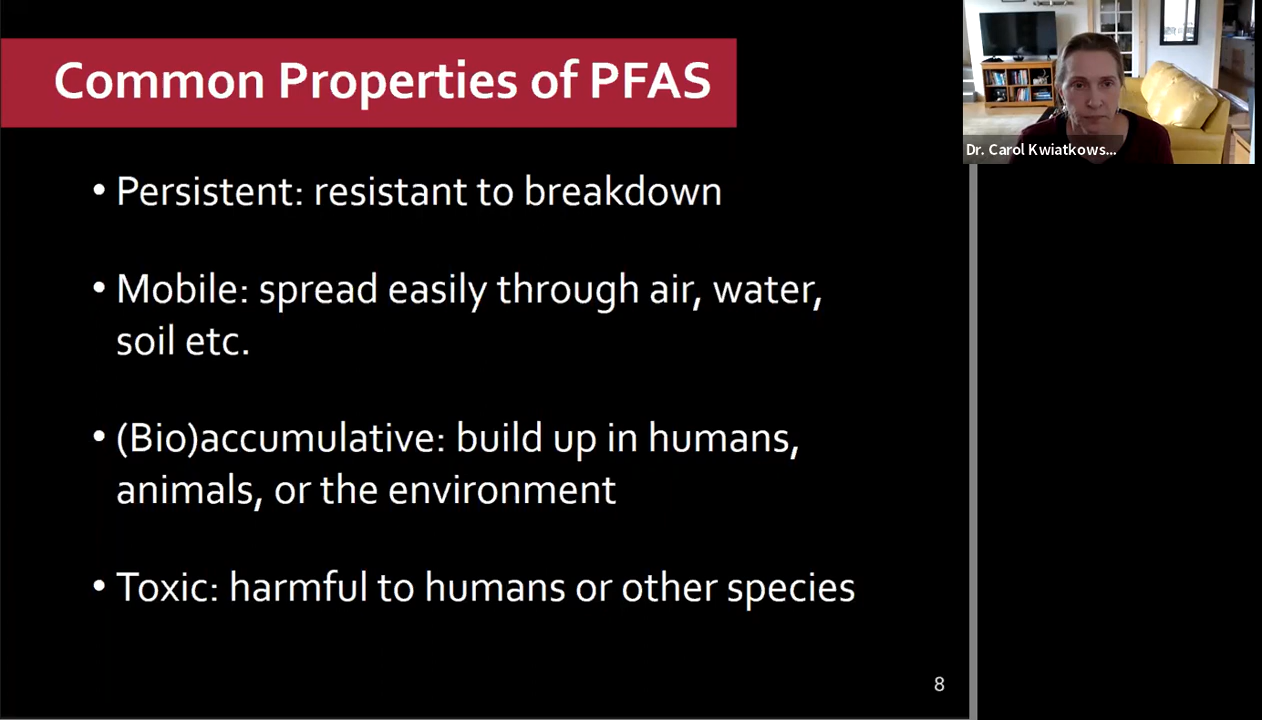 Common Properties of PFAS
Dr. Carol Kwiatkows...
• Persistent: resistant to breakdown
• Mobile: spread easily through air, water,
soil etc.
• (Bio)accumulative: build up in humans,
animals, or the environment
• Toxic: harmful to humans or other species
8